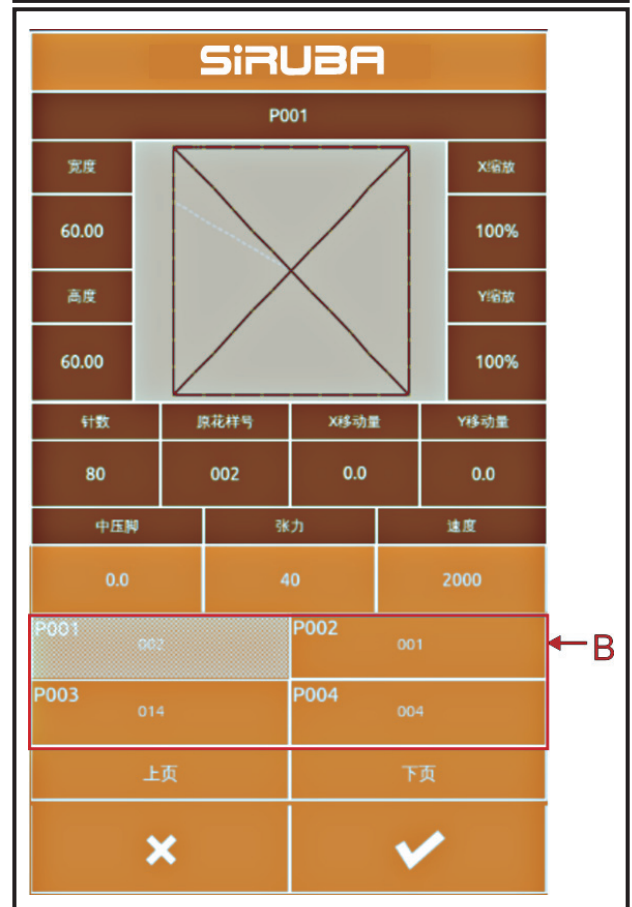 SiRUBA
P001
宽度
X缩放
60.00
100%
高度
Y缩放
60.00
100%
针数 原花样号 X移动量 Y移动量
80 002 0.0 0.0
中压脚 张力 速度
0.0 40 2000
P001 002 P002 001
B
P003 014 P004 004
上页 下页